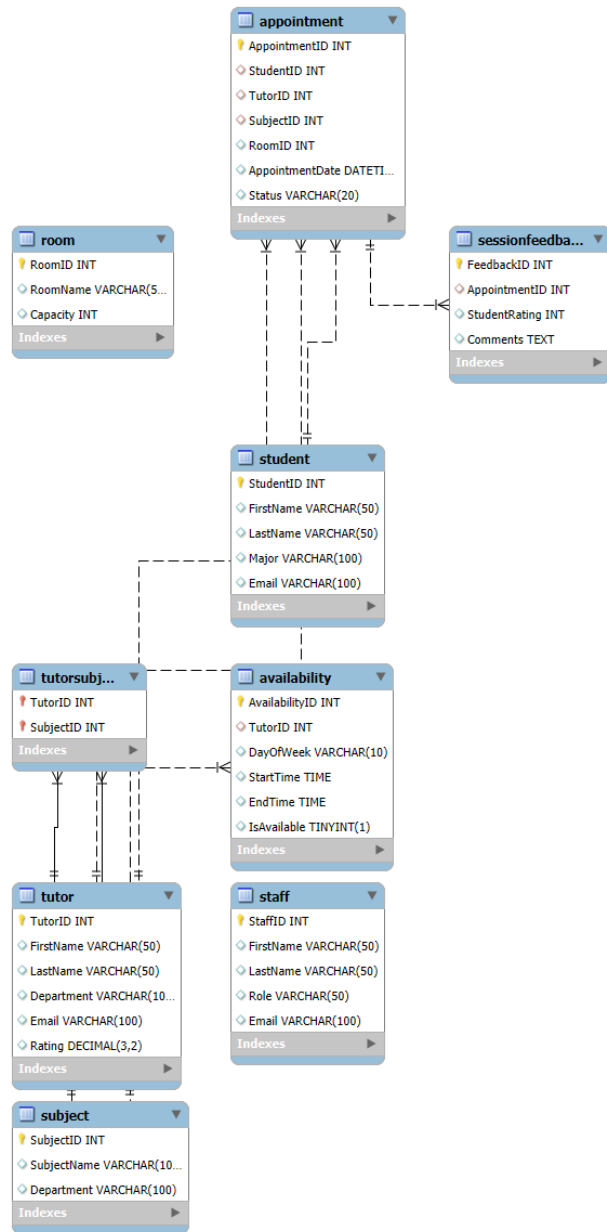 appointment
AppointmentID INT
StudentID INT
TutorID INT
SubjectID INT
RoomID INT
AppointmentDate DATETI...
Status VARCHAR(20)
Indexes
room
RoomID INT
RoomName VARCHAR(5...
Capacity INT
Indexes
sessionfeedba...
FeedbackID INT
AppointmentID INT
StudentRating INT
Comments TEXT
Indexes
student
StudentID INT
FirstName VARCHAR(50)
LastName VARCHAR(50)
Major VARCHAR(100)
Email VARCHAR(100)
Indexes
tutorsubj...
TutorID INT
SubjectID INT
Indexes
availability
AvailabilityID INT
TutorID INT
DayOfWeek VARCHAR(10)
StartTime TIME
EndTime TIME
IsAvailable TINYINT(1)
Indexes
tutor
TutorID INT
FirstName VARCHAR(50)
LastName VARCHAR(50)
Department VARCHAR(10...
Email VARCHAR(100)
Rating DECIMAL(3,2)
Indexes
staff
StaffID INT
FirstName VARCHAR(50)
LastName VARCHAR(50)
Role VARCHAR(50)
Email VARCHAR(100)
Indexes
subject
SubjectID INT
SubjectName VARCHAR(10...
Department VARCHAR(100)
Indexes